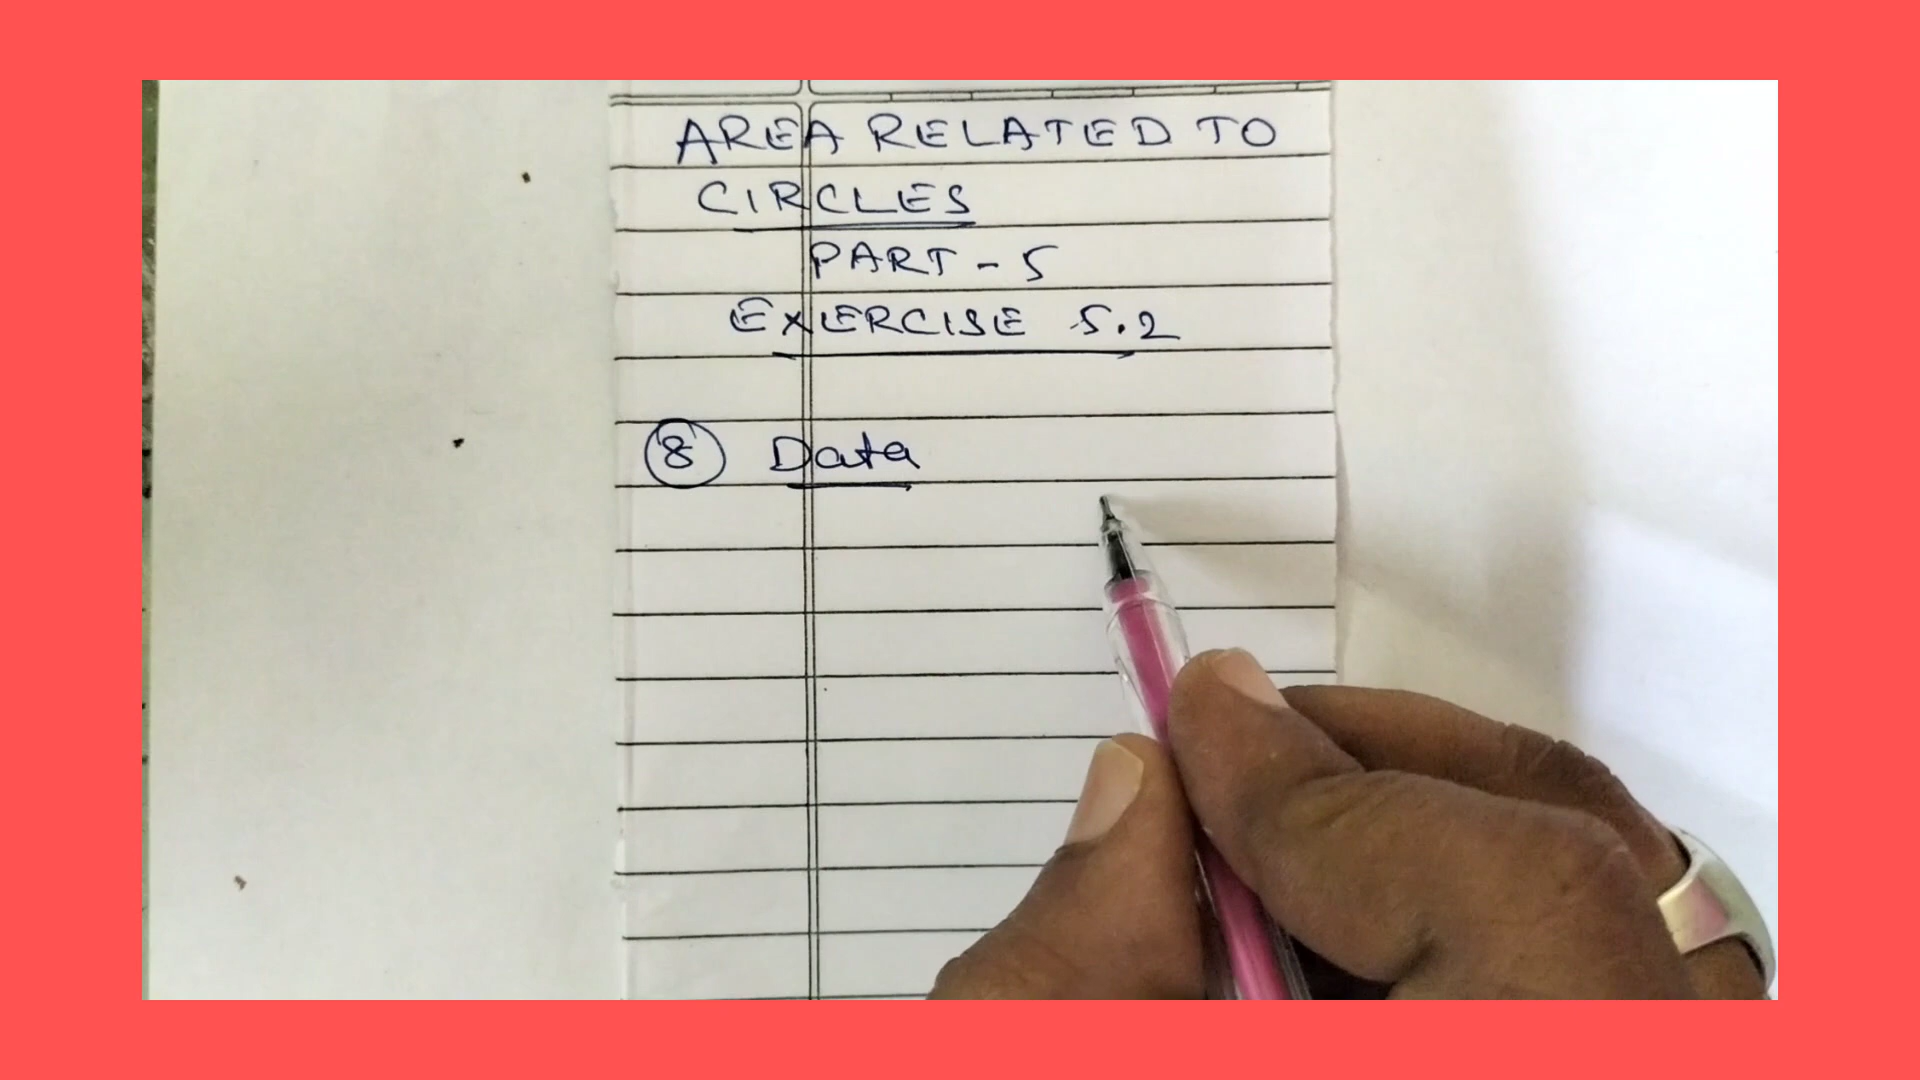 AREA RELATED TO
CIRCLES
PART - 5
EXERCISE 5.2
8 Data